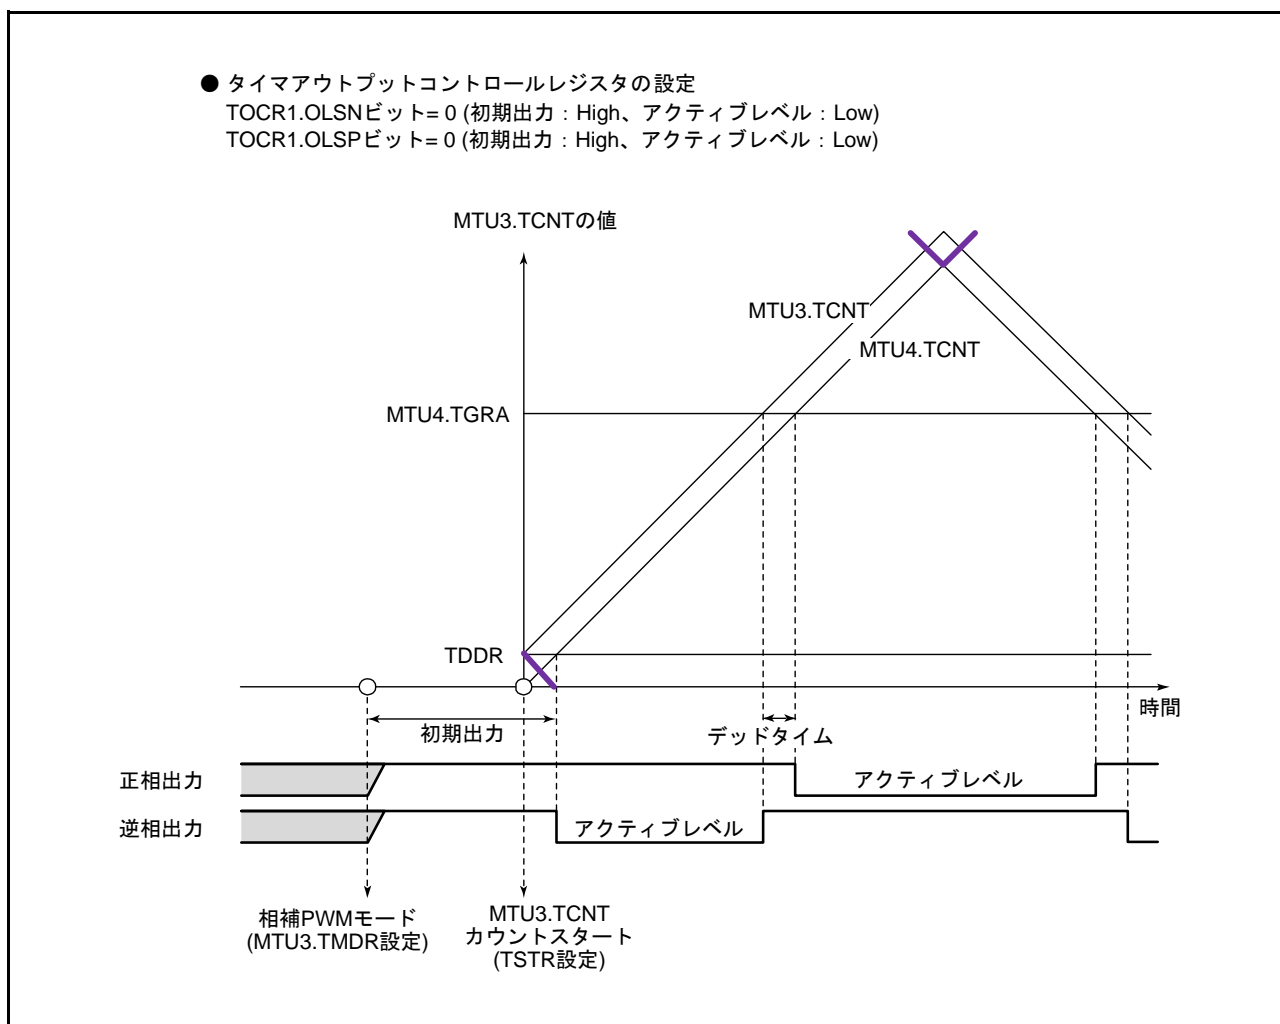 ● タイマアウトプットコントロールレジスタの設定
TOCR1.OLSNビット= 0 (初期出力：High、アクティブレベル：Low)
TOCR1.OLSPビット= 0 (初期出力：High、アクティブレベル：Low)
MTU3.TCNTの値
MTU3.TCNT
MTU4.TCNT
MTU4.TGRA
TDDR
時間
初期出力
デッドタイム
正相出力
アクティブレベル
逆相出力
アクティブレベル
相補PWMモード
(MTU3.TMDR設定)
MTU3.TCNT
カウントスタート
(TSTR設定)